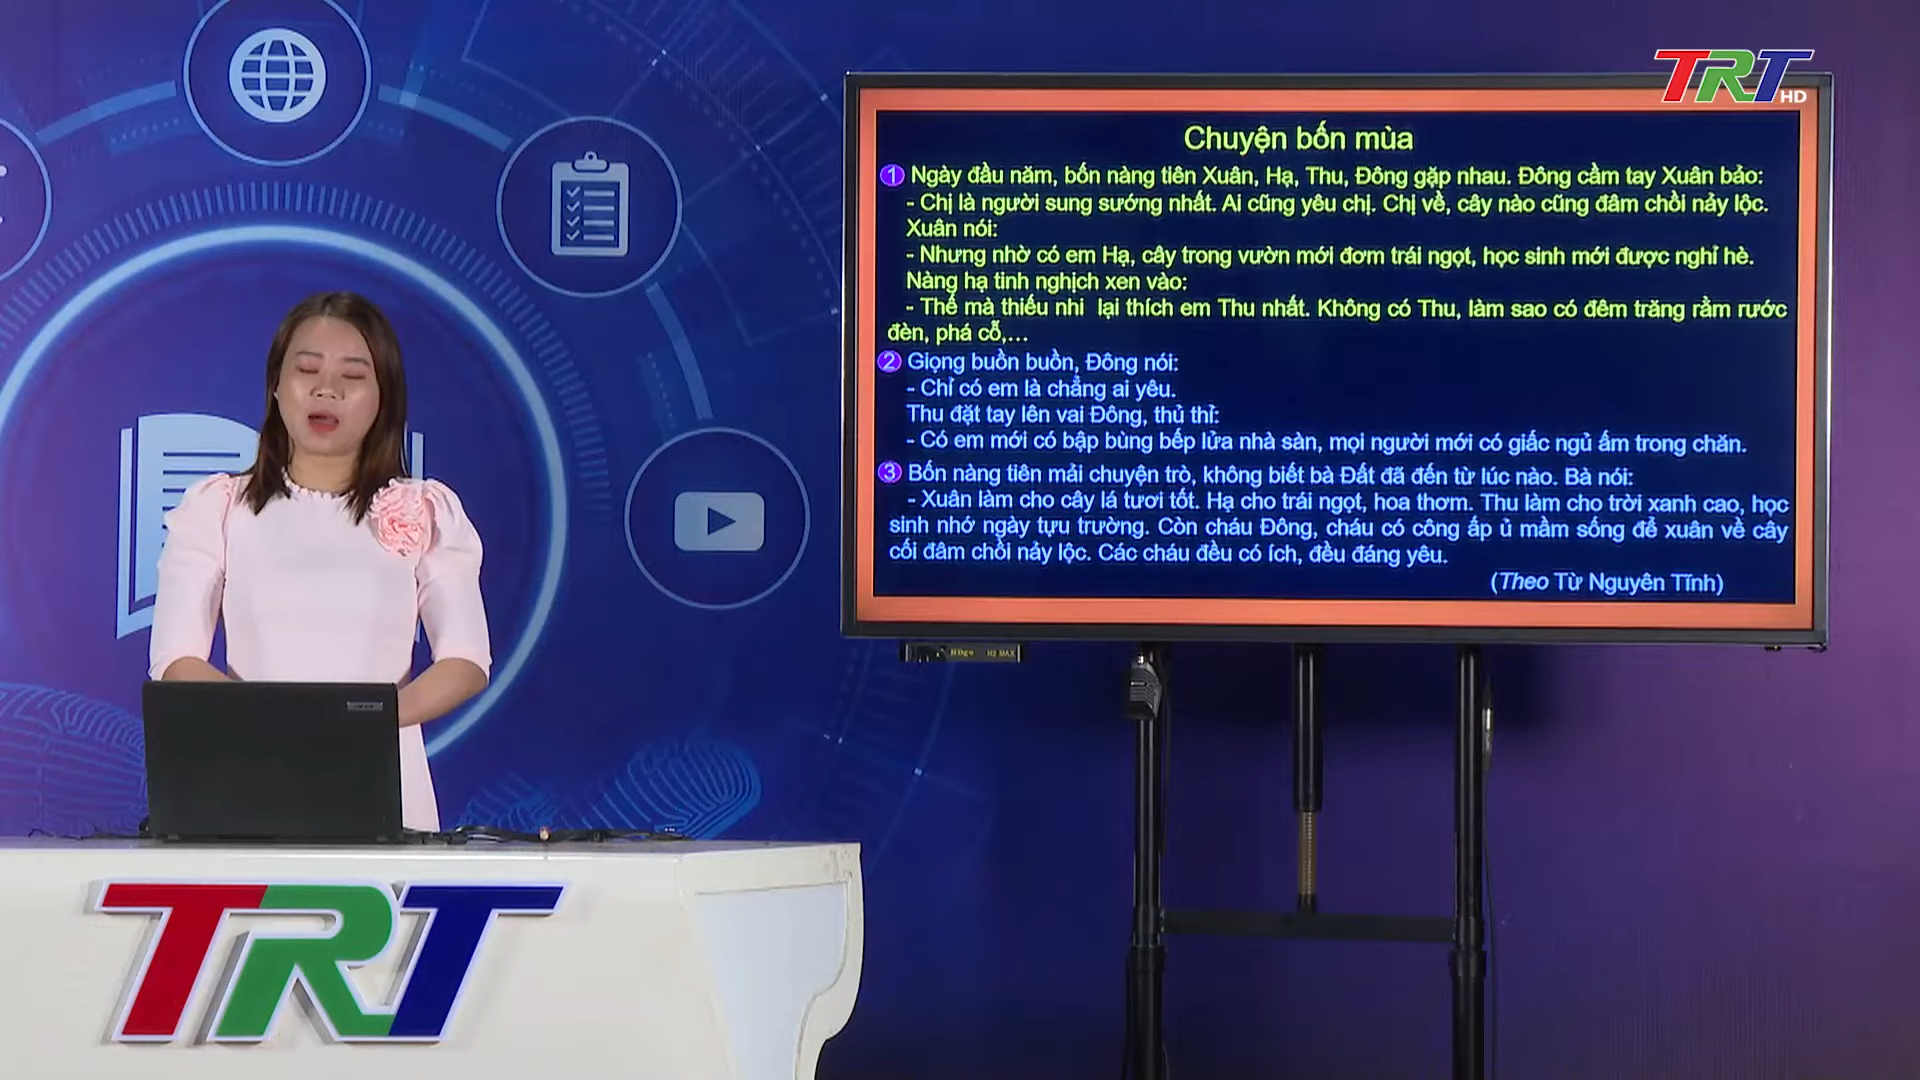 TRT HD
Chuyện bốn mùa
1 Ngày đầu năm, bốn nàng tiên Xuân, Hạ, Thu, Đông gặp nhau. Đông cầm tay Xuân bảo:
- Chị là người sung sướng nhất. Ai cũng yêu chị. Chị về, cây nào cũng đâm chồi nảy lộc.
Xuân nói:
- Nhưng nhờ có em Hạ, cây trong vườn mới đơm trái ngọt, học sinh mới được nghỉ hè.
Nàng hạ tinh nghịch xen vào:
- Thế mà thiếu nhi lại thích em Thu nhất. Không có Thu, làm sao có đêm trăng rằm rước
đèn, phá cỗ,...
2 Giọng buồn buồn, Đông nói:
- Chỉ có em là chẳng ai yêu.
Thu đặt tay lên vai Đông, thủ thỉ:
- Có em mới có bập bùng bếp lửa nhà sàn, mọi người mới có giấc ngủ ấm trong chăn.
3 Bốn nàng tiên mải chuyện trò, không biết bà Đất đã đến từ lúc nào. Bà nói:
- Xuân làm cho cây lá tươi tốt. Hạ cho trái ngọt, hoa thơm. Thu làm cho trời xanh cao, học
sinh nhớ ngày tựu trường. Còn cháu Đông, cháu có công ấp ủ mầm sống để xuân về cây
cối đâm chồi nảy lộc. Các cháu đều có ích, đều đáng yêu.
(Theo Từ Nguyên Tĩnh)
H2 MAX
TRT